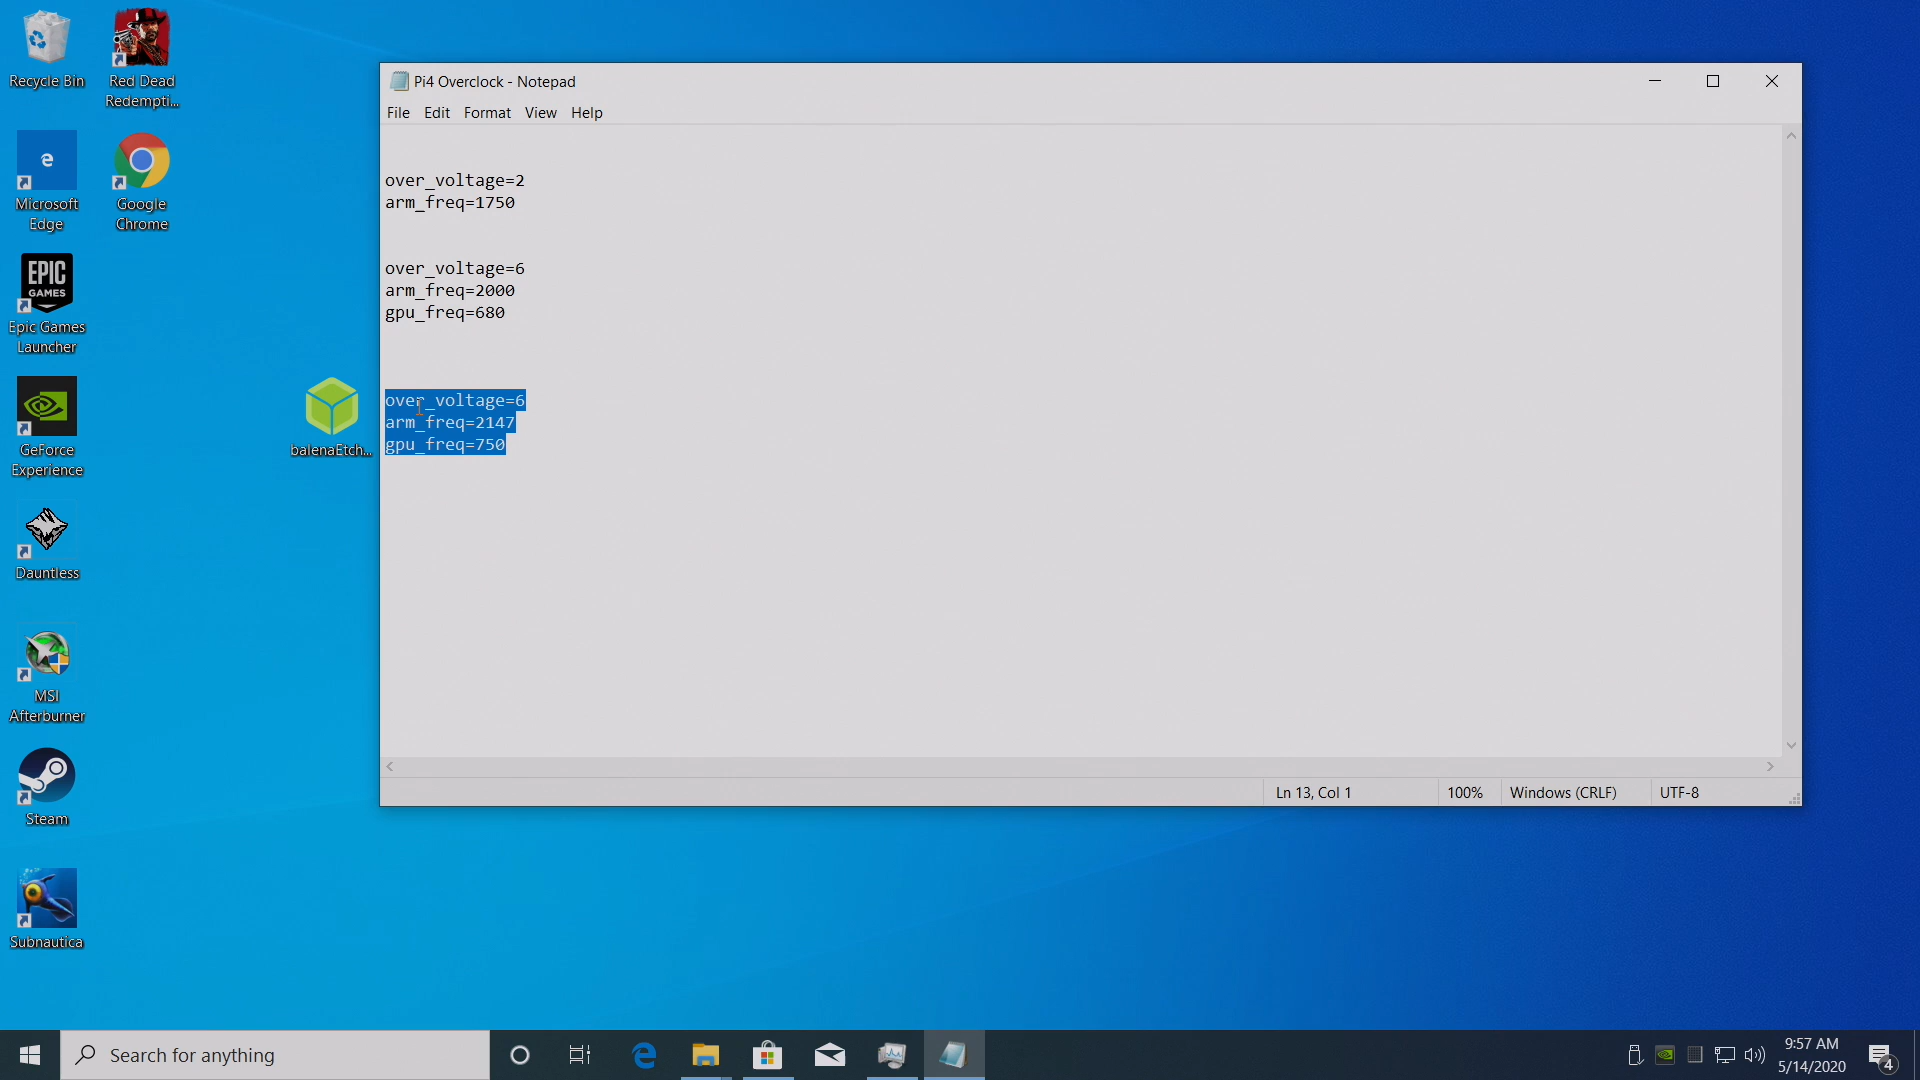 Recycle Bin
Red Dead
Redempti...
Microsoft
Edge
Google
Chrome
EPIC
GAMES
Epic Games
Launcher
GeForce
Experience
balenaEtch...
Dauntless
MSI
Afterburner
Steam
Subnautica
Pi4 Overclock - Notepad
File Edit Format View Help
over_voltage=2
arm_freq=1750
over_voltage=6
arm_freq=2000
gpu_freq=680
over_voltage=6
arm_freq=2147
gpu_freq=750
Ln 13, Col 1 100% Windows (CRLF) UTF-8
Search for anything
9:57 AM
5/14/2020
4